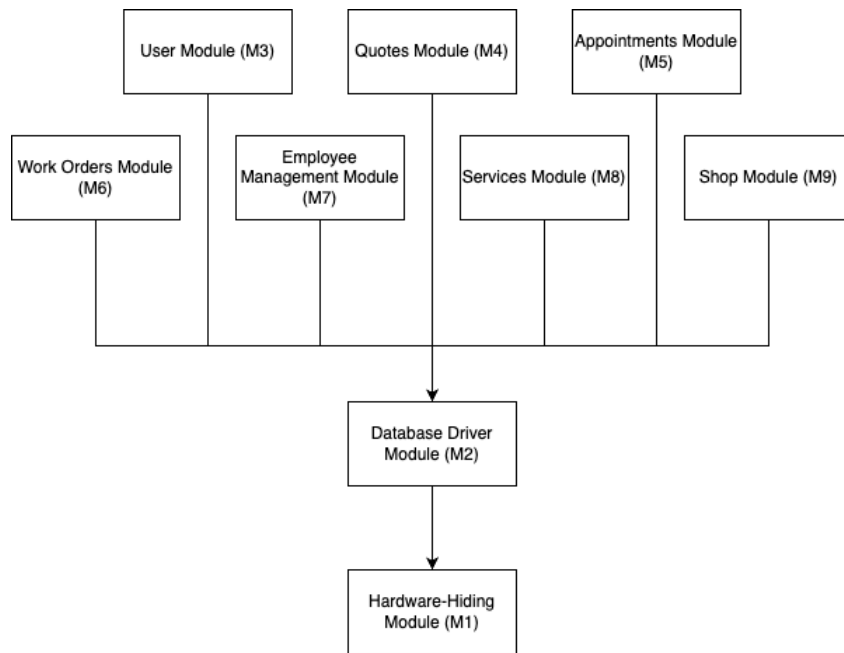 User Module (M3)
Quotes Module (M4)
Appointments Module
(M5)
Work Orders Module
(M6)
Employee
Management Module
(M7)
Services Module (M8)
Shop Module (M9)
Database Driver
Module (M2)
Hardware-Hiding
Module (M1)